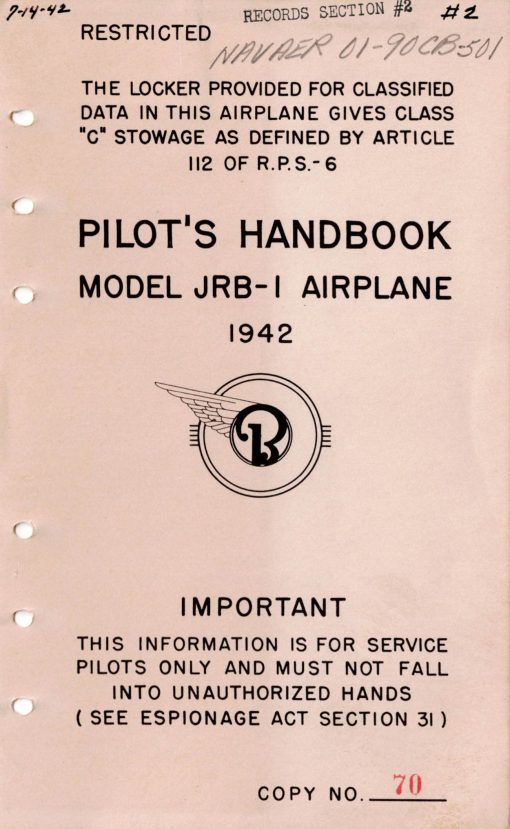 7-14-42
RECORDS SECTION #2
#2
RESTRICTED
NAVAER 01-90CB-501
THE LOCKER PROVIDED FOR CLASSIFIED
DATA IN THIS AIRPLANE GIVES CLASS
"C" STOWAGE AS DEFINED BY ARTICLE
112 OF R.P.S.-6
PILOT'S HANDBOOK
MODEL JRB-1 AIRPLANE
1942
B
IMPORTANT
THIS INFORMATION IS FOR SERVICE
PILOTS ONLY AND MUST NOT FALL
INTO UNAUTHORIZED HANDS
(SEE ESPIONAGE ACT SECTION 31)
COPY NO. 70